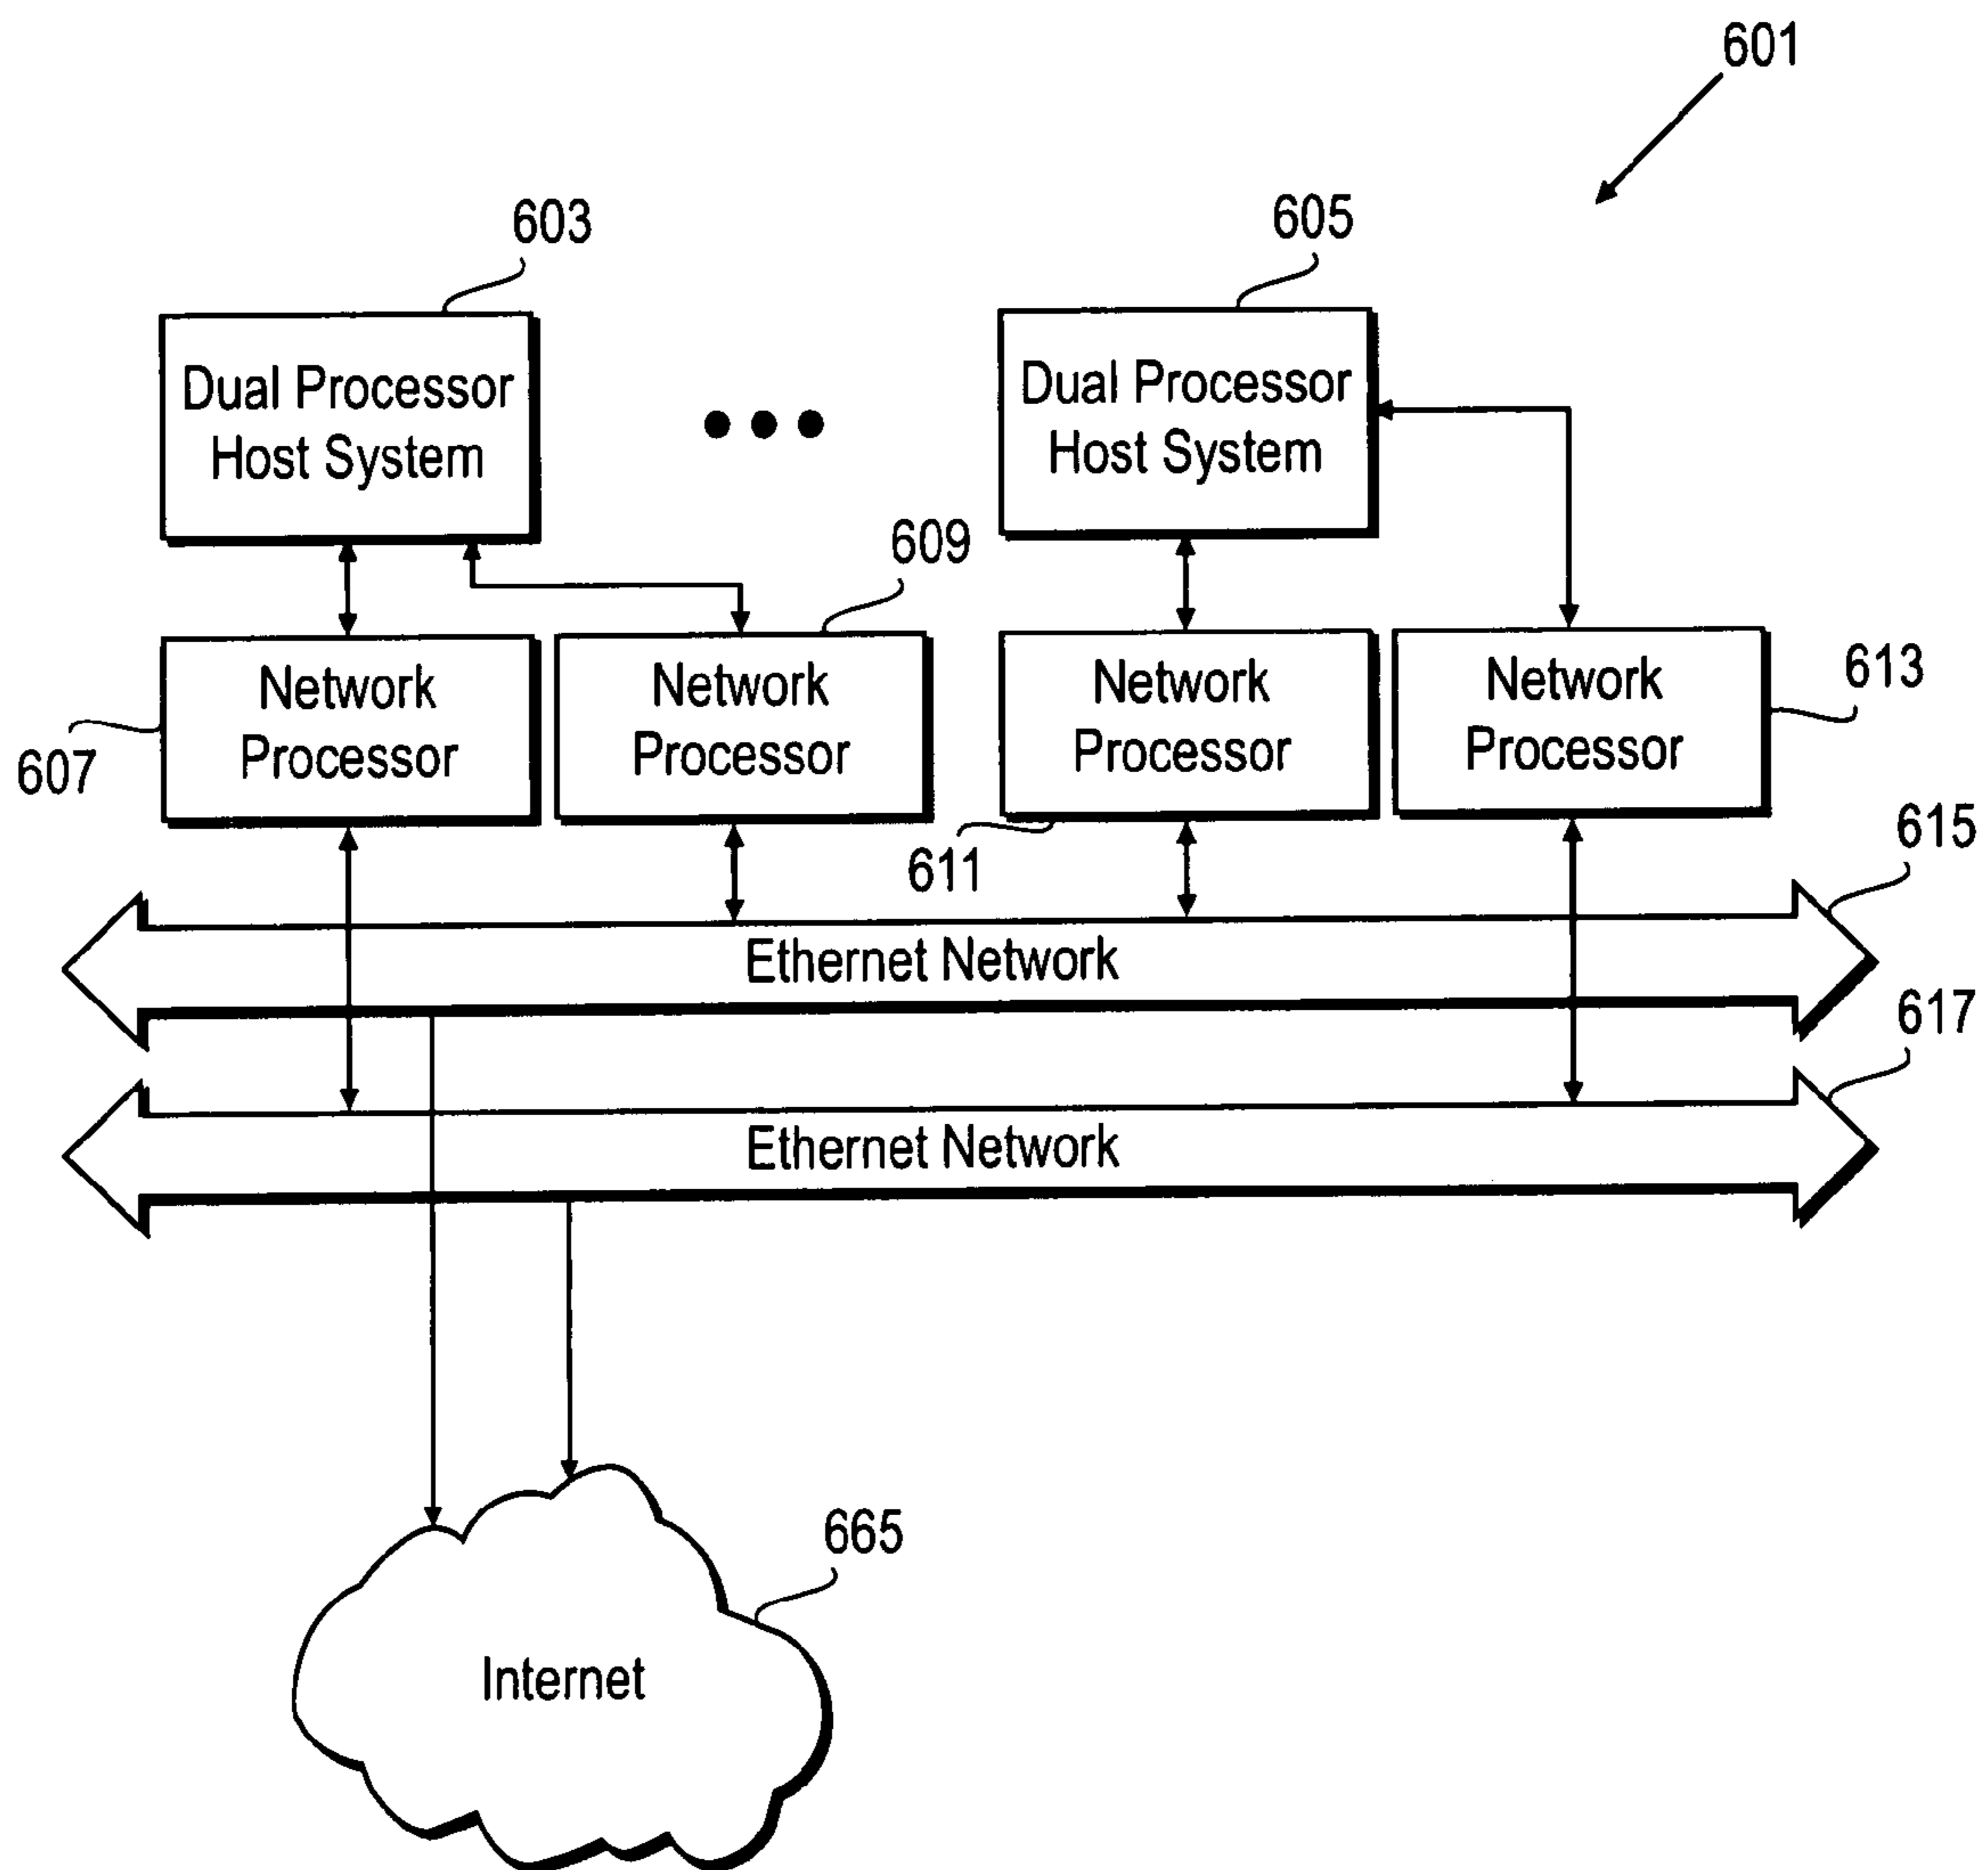 601
603
605
Dual Processor
Host System
Dual Processor
Host System
609
Network
Processor
Network
Processor
Network
Processor
Network
Processor
613
607
611
615
Ethernet Network
617
Ethernet Network
665
Internet